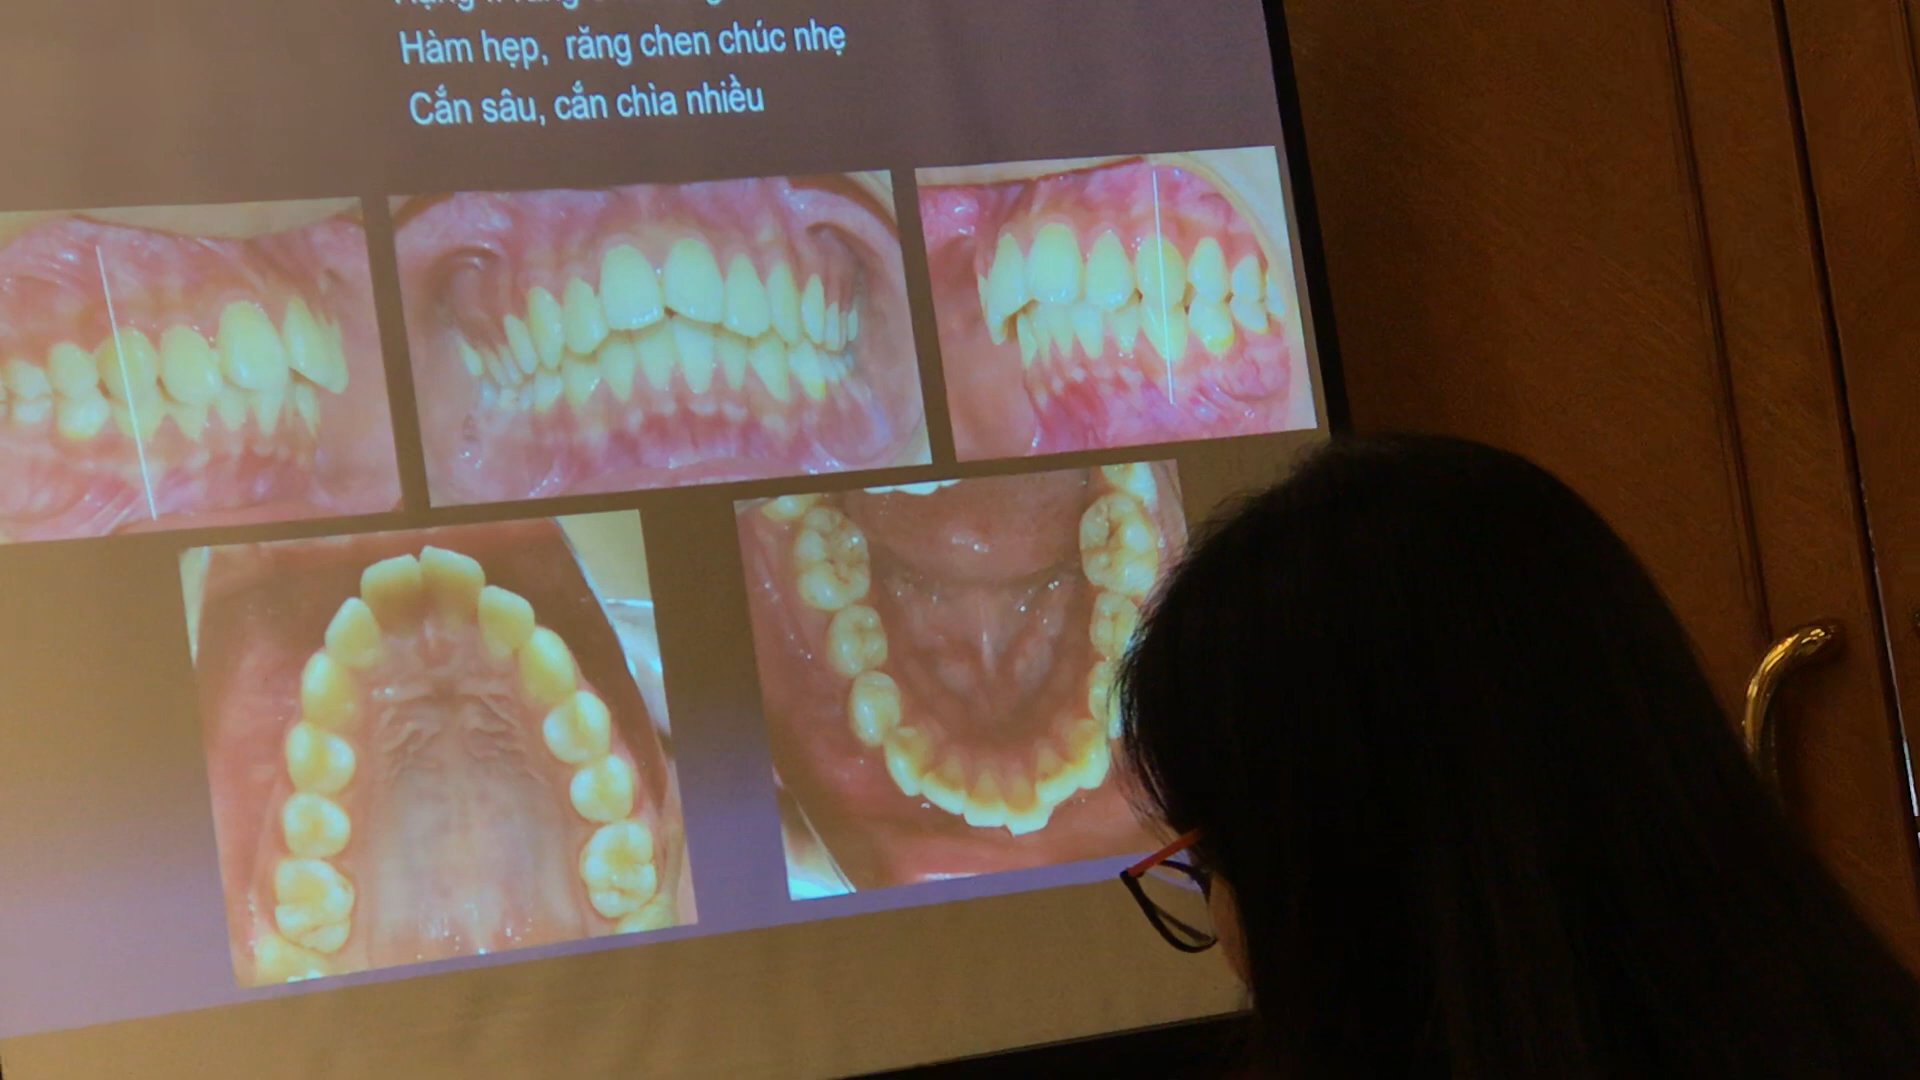 Hàm hẹp, răng chen chúc nhẹ
Cắn sâu, cắn chìa nhiều